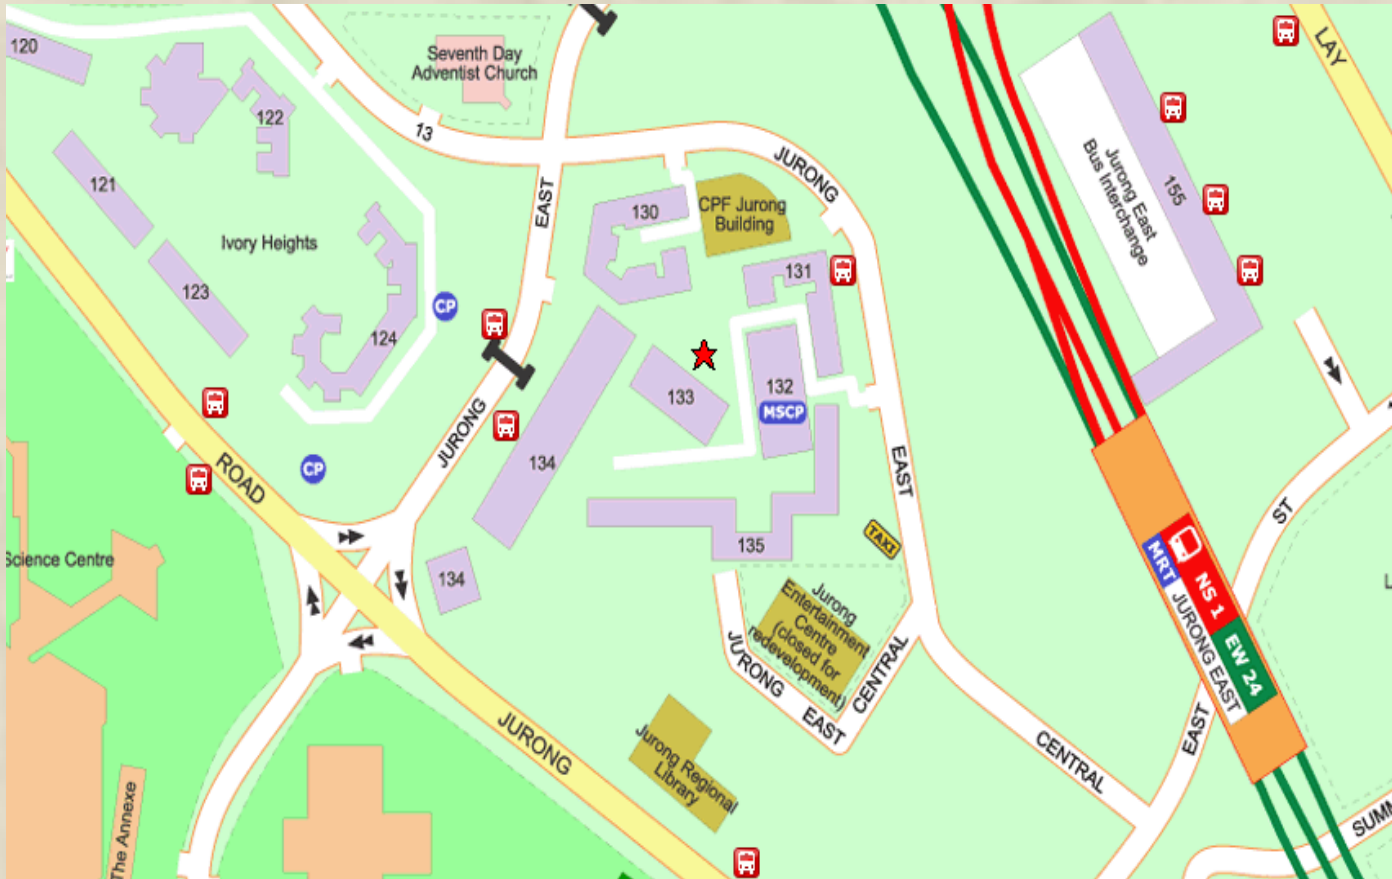 120
Seventh Day
Adventist Church
LAY
122
13
JURONG
Jurong East
Bus Interchange
155
121
EAST
130
CPF Jurong
Building
Ivory Heights
131
123
CP
124
132
MSCP
133
JURONG
134
EAST
CP
ROAD
ST
TAXI
135
Science Centre
134
MRT
NS 1
JURONG EAST
EW 24
Jurong
Entertainment
Centre
(closed for
redevelopment)
JURONG
EAST
CENTRAL
JURONG
Jurong Regional
Library
CENTRAL
EAST
The Annexe
SUMM
L